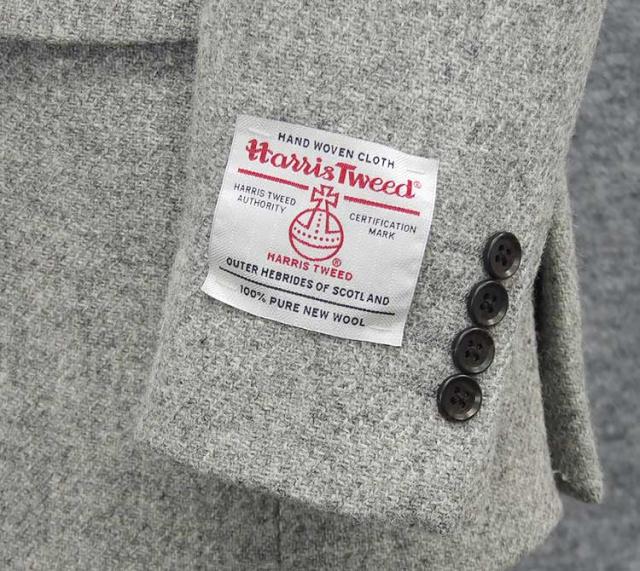 HAND WOVEN CLOTH
Harris Tweed®
HARRIS TWEED
AUTHORITY
CERTIFICATION
MARK
®
HARRIS TWEED
OUTER HEBRIDES OF SCOTLAND
100% PURE NEW WOOL